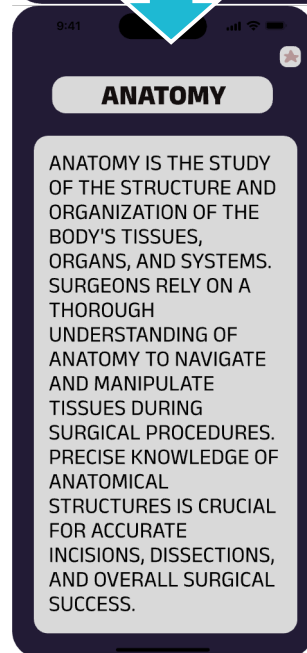 9:41
ANATOMY
ANATOMY IS THE STUDY
OF THE STRUCTURE AND
ORGANIZATION OF THE
BODY'S TISSUES,
ORGANS, AND SYSTEMS.
SURGEONS RELY ON A
THOROUGH
UNDERSTANDING OF
ANATOMY TO NAVIGATE
AND MANIPULATE
TISSUES DURING
SURGICAL PROCEDURES.
PRECISE KNOWLEDGE OF
ANATOMICAL
STRUCTURES IS CRUCIAL
FOR ACCURATE
INCISIONS, DISSECTIONS,
AND OVERALL SURGICAL
SUCCESS.